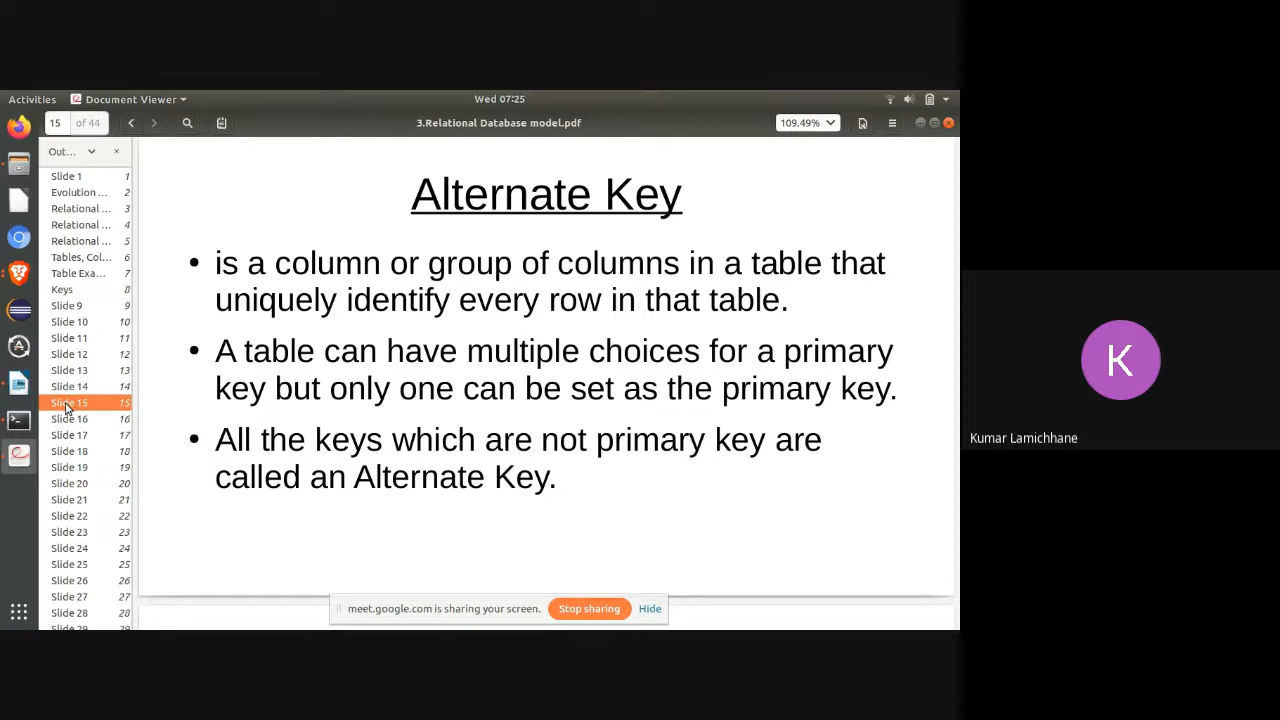 Activities
Document Viewer
Wed 07:25
15 of 44
3.Relational Database model.pdf
109.49%
Out...
Slide 1 1
Evolution ... 2
Relational ... 3
Relational ... 4
Relational ... 5
Tables, Col... 6
Table Exa... 7
Keys 8
Slide 9 9
Slide 10 10
Slide 11 11
Slide 12 12
Slide 13 13
Slide 14 14
Slide 15 15
Slide 16 16
Slide 17 17
Slide 18 18
Slide 19 19
Slide 20 20
Slide 21 21
Slide 22 22
Slide 23 23
Slide 24 24
Slide 25 25
Slide 26 26
Slide 27 27
Slide 28 28
Slide 29 29
Alternate Key
• is a column or group of columns in a table that
uniquely identify every row in that table.
• A table can have multiple choices for a primary
key but only one can be set as the primary key.
• All the keys which are not primary key are
called an Alternate Key.
meet.google.com is sharing your screen.
Stop sharing
Hide
K
Kumar Lamichhane